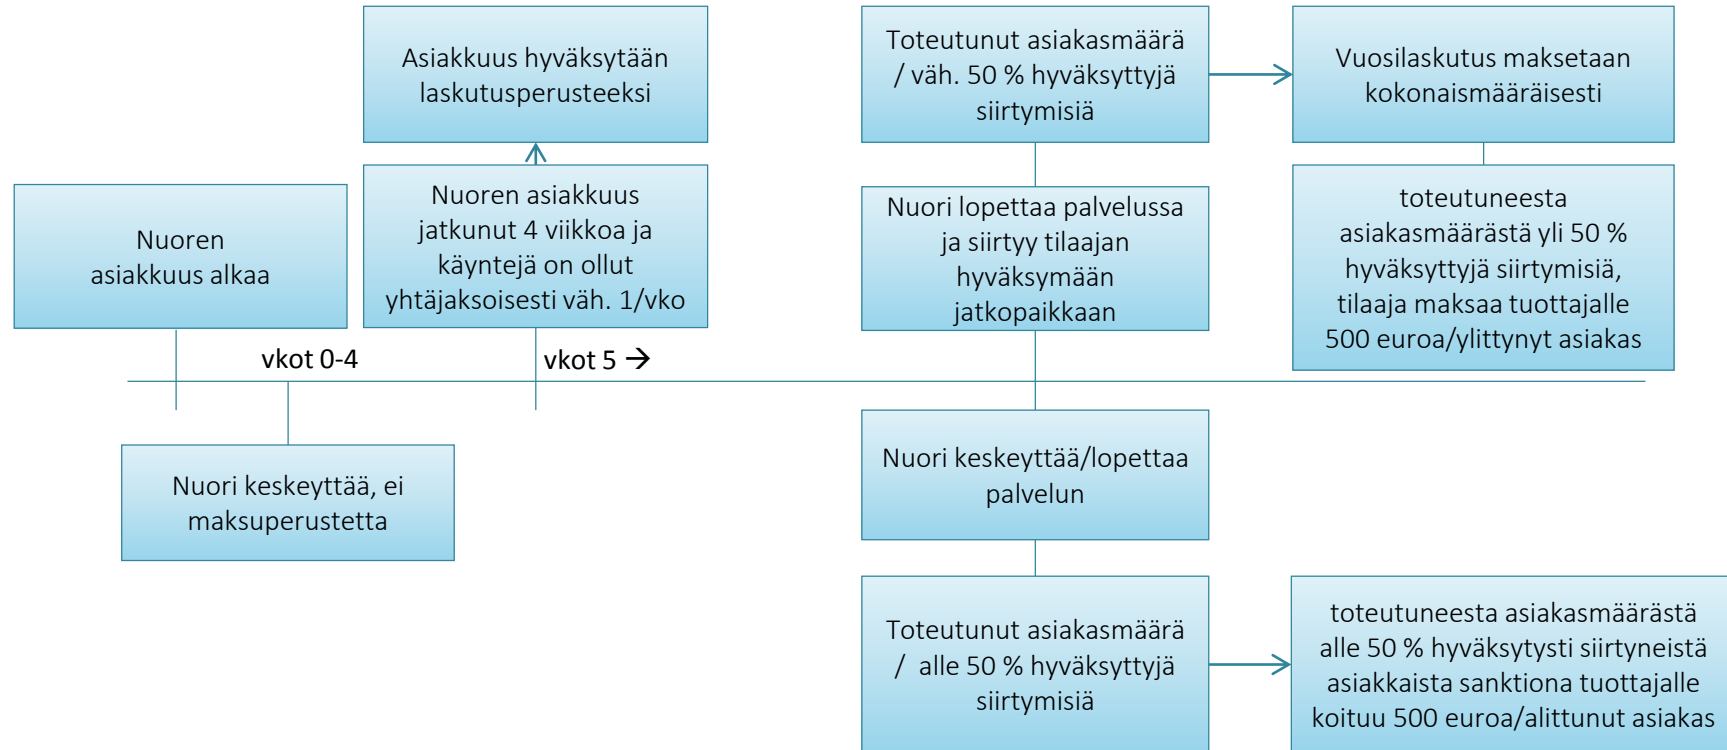 Asiakkuus hyväksytään
laskutusperusteeksi
Nuoren
asiakkuus alkaa
Nuoren asiakkuus
jatkunut 4 viikkoa ja
käyntejä on ollut
yhtäjaksoisesti väh. 1/vko
vkot 0-4
vkot 5 →
Nuori keskeyttää, ei
maksuperustetta
Toteutunut asiakasmäärä
/ väh. 50 % hyväksyttyjä
siirtymisiä
Vuosilaskutus maksetaan
kokonaismääräisesti
Nuori lopettaa palvelussa
ja siirtyy tilaajan
hyväksymään
jatkopaikkaan
toteutuneesta
asiakasmäärästä yli 50 %
hyväksyttyjä siirtymisiä,
tilaaja maksaa tuottajalle
500 euroa/ylittynyt asiakas
Nuori keskeyttää/lopettaa
palvelun
Toteutunut asiakasmäärä
/ alle 50 % hyväksyttyjä
siirtymisiä
toteutuneesta asiakasmäärästä
alle 50 % hyväksytysti siirtyneistä
asiakkaista sanktiona tuottajalle
koituu 500 euroa/alittunut asiakas